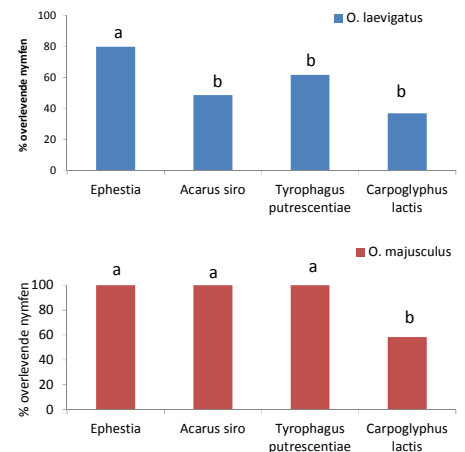 O. laevigatus
% overlevende nymfen
100
80
60
40
20
0
a
b
b
b
Ephestia
Acarus siro
Tyrophagus
putrescentiae
Carpoglyphus
lactis
O. majusculus
% overlevende nymfen
100
80
60
40
20
0
a
a
a
b
Ephestia
Acarus siro
Tyrophagus
putrescentiae
Carpoglyphus
lactis